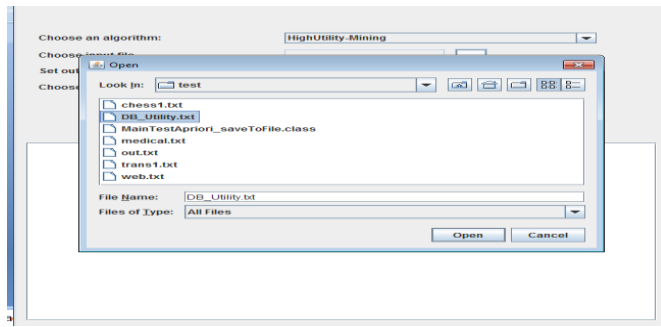 Choose an algorithm: HighUtility-Mining
Choose input file
Set out
Choose
Open
Look In: test
chess1.txt
DB_Utility.txt
MainTestApriori_saveToFile.class
medical.txt
out.txt
trans1.txt
web.txt
File Name: DB_Utility.txt
Files of Type: All Files
Open Cancel